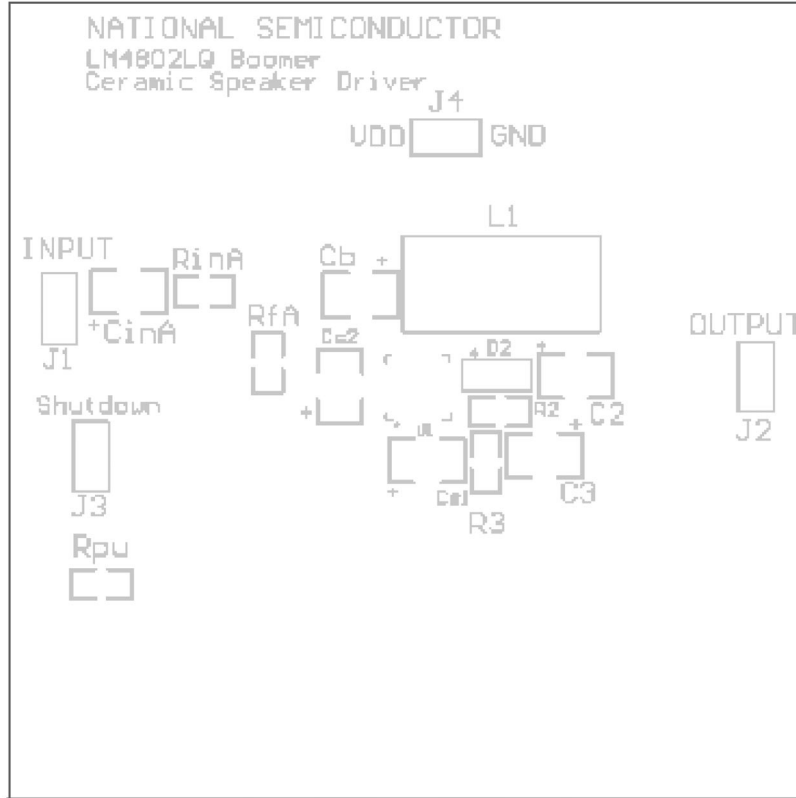 NATIONAL SEMICONDUCTOR
LM4802LQ Boomer
Ceramic Speaker Driver
J4
VDD GND
L1
INPUT
RinA
Cb +
+CinA
J1
RfA
OUTPUT
J2
+ D2 +
+
R2
C2
Shutdown
J3
+
+
C3
R3
Rpu